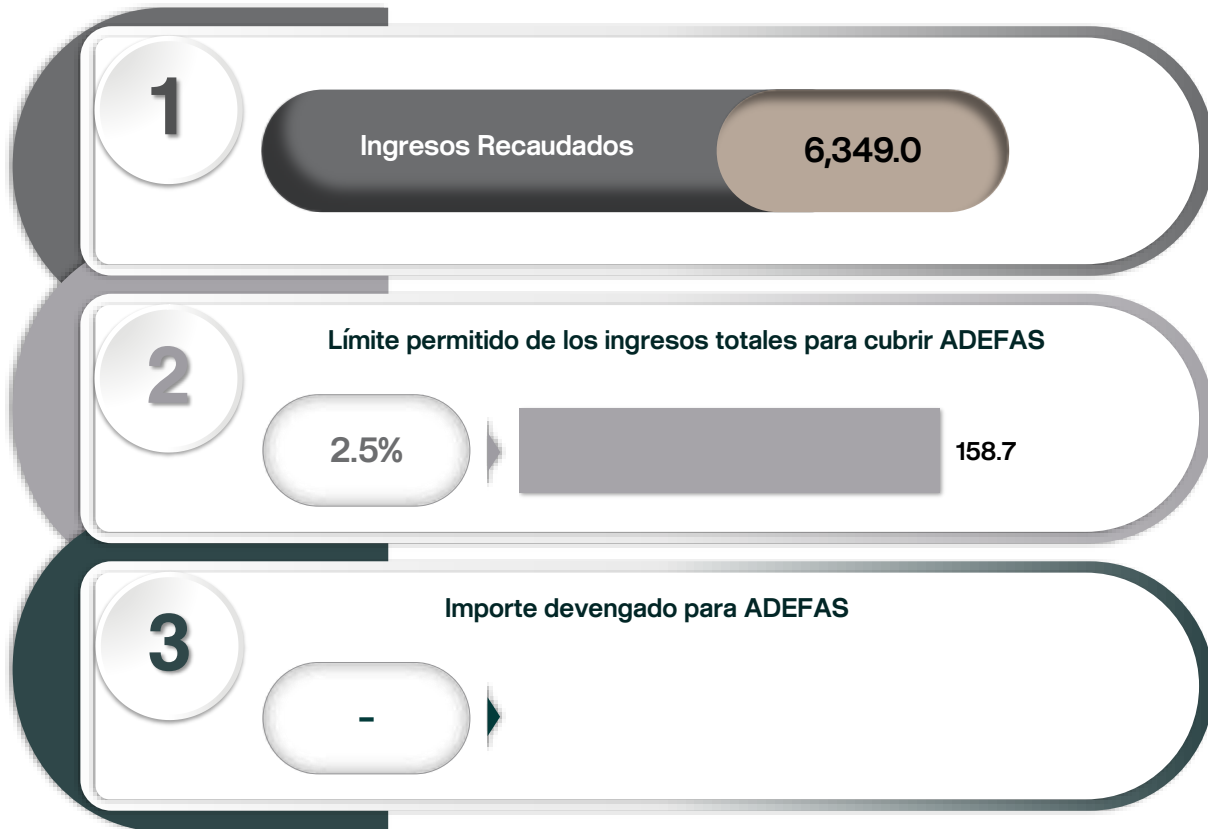 1
Ingresos Recaudados
6,349.0
2
Límite permitido de los ingresos totales para cubrir ADEFAS
2.5%
158.7
3
Importe devengado para ADEFAS
-